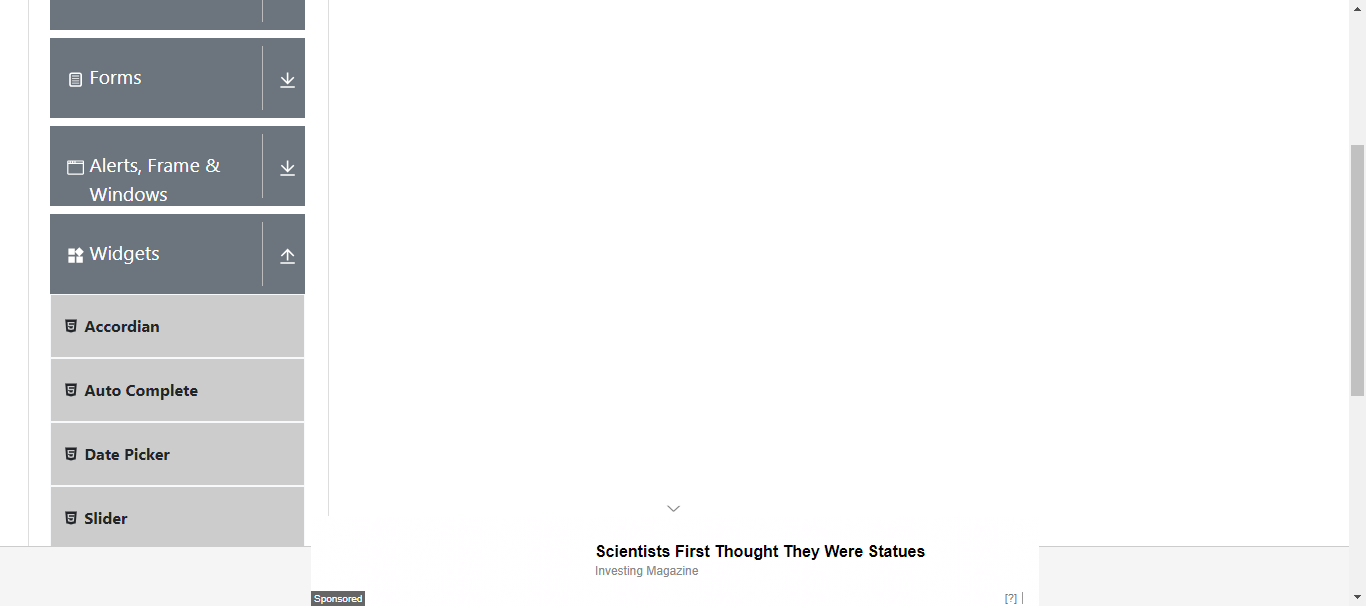 Forms
Alerts, Frame &
Windows
Widgets
Accordian
Auto Complete
Date Picker
Slider
Scientists First Thought They Were Statues
Investing Magazine
Sponsored
[?]